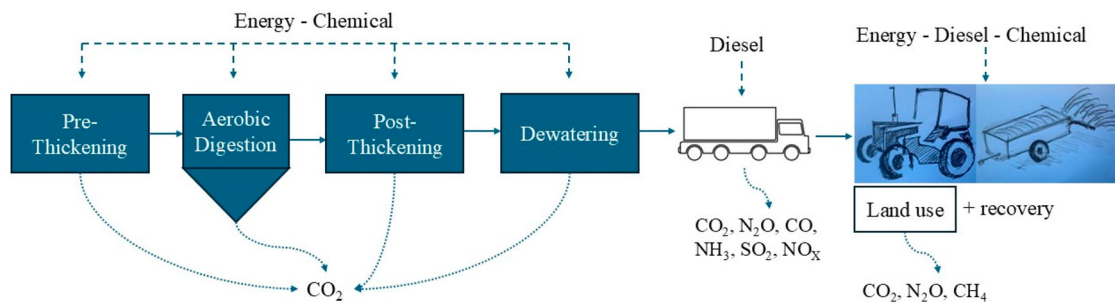 Energy - Chemical
Diesel
Energy - Diesel - Chemical
Pre-
Thickening
Aerobic
Digestion
Post-
Thickening
Dewatering
Land use
+ recovery
CO₂, N₂O, CO,
NH₃, SO₂, NOₓ
CO₂
CO₂, N₂O, CH₄